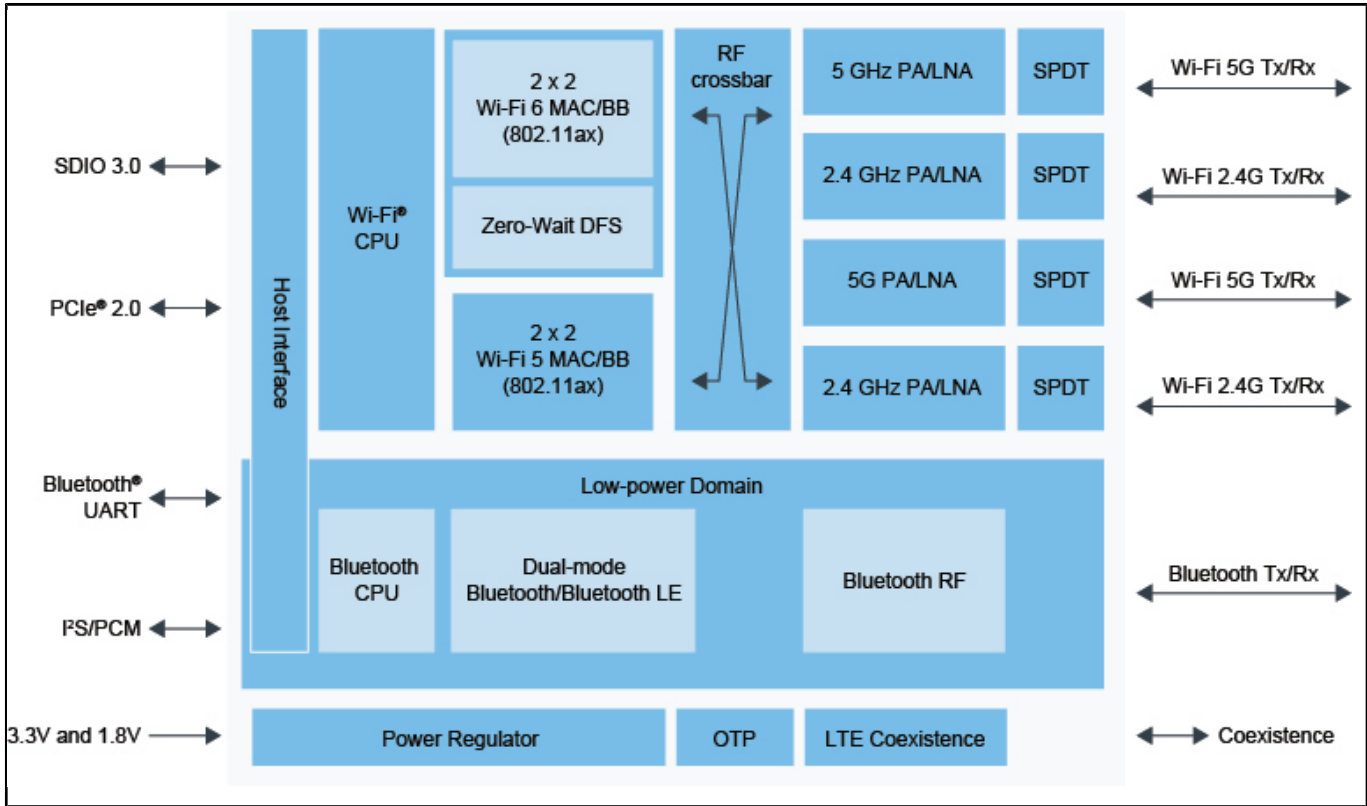 SDIO 3.0
PCIe® 2.0
Bluetooth®
UART
I²S/PCM
3.3V and 1.8V
Host Interface
Wi-Fi®
CPU
2 x 2
Wi-Fi 6 MAC/BB
(802.11ax)
Zero-Wait DFS
2 x 2
Wi-Fi 5 MAC/BB
(802.11ax)
RF
crossbar
5 GHz PA/LNA
SPDT
Wi-Fi 5G Tx/Rx
2.4 GHz PA/LNA
SPDT
Wi-Fi 2.4G Tx/Rx
5G PA/LNA
SPDT
Wi-Fi 5G Tx/Rx
2.4 GHz PA/LNA
SPDT
Wi-Fi 2.4G Tx/Rx
Low-power Domain
Bluetooth
CPU
Dual-mode
Bluetooth/Bluetooth LE
Bluetooth RF
Bluetooth Tx/Rx
Power Regulator
OTP
LTE Coexistence
Coexistence